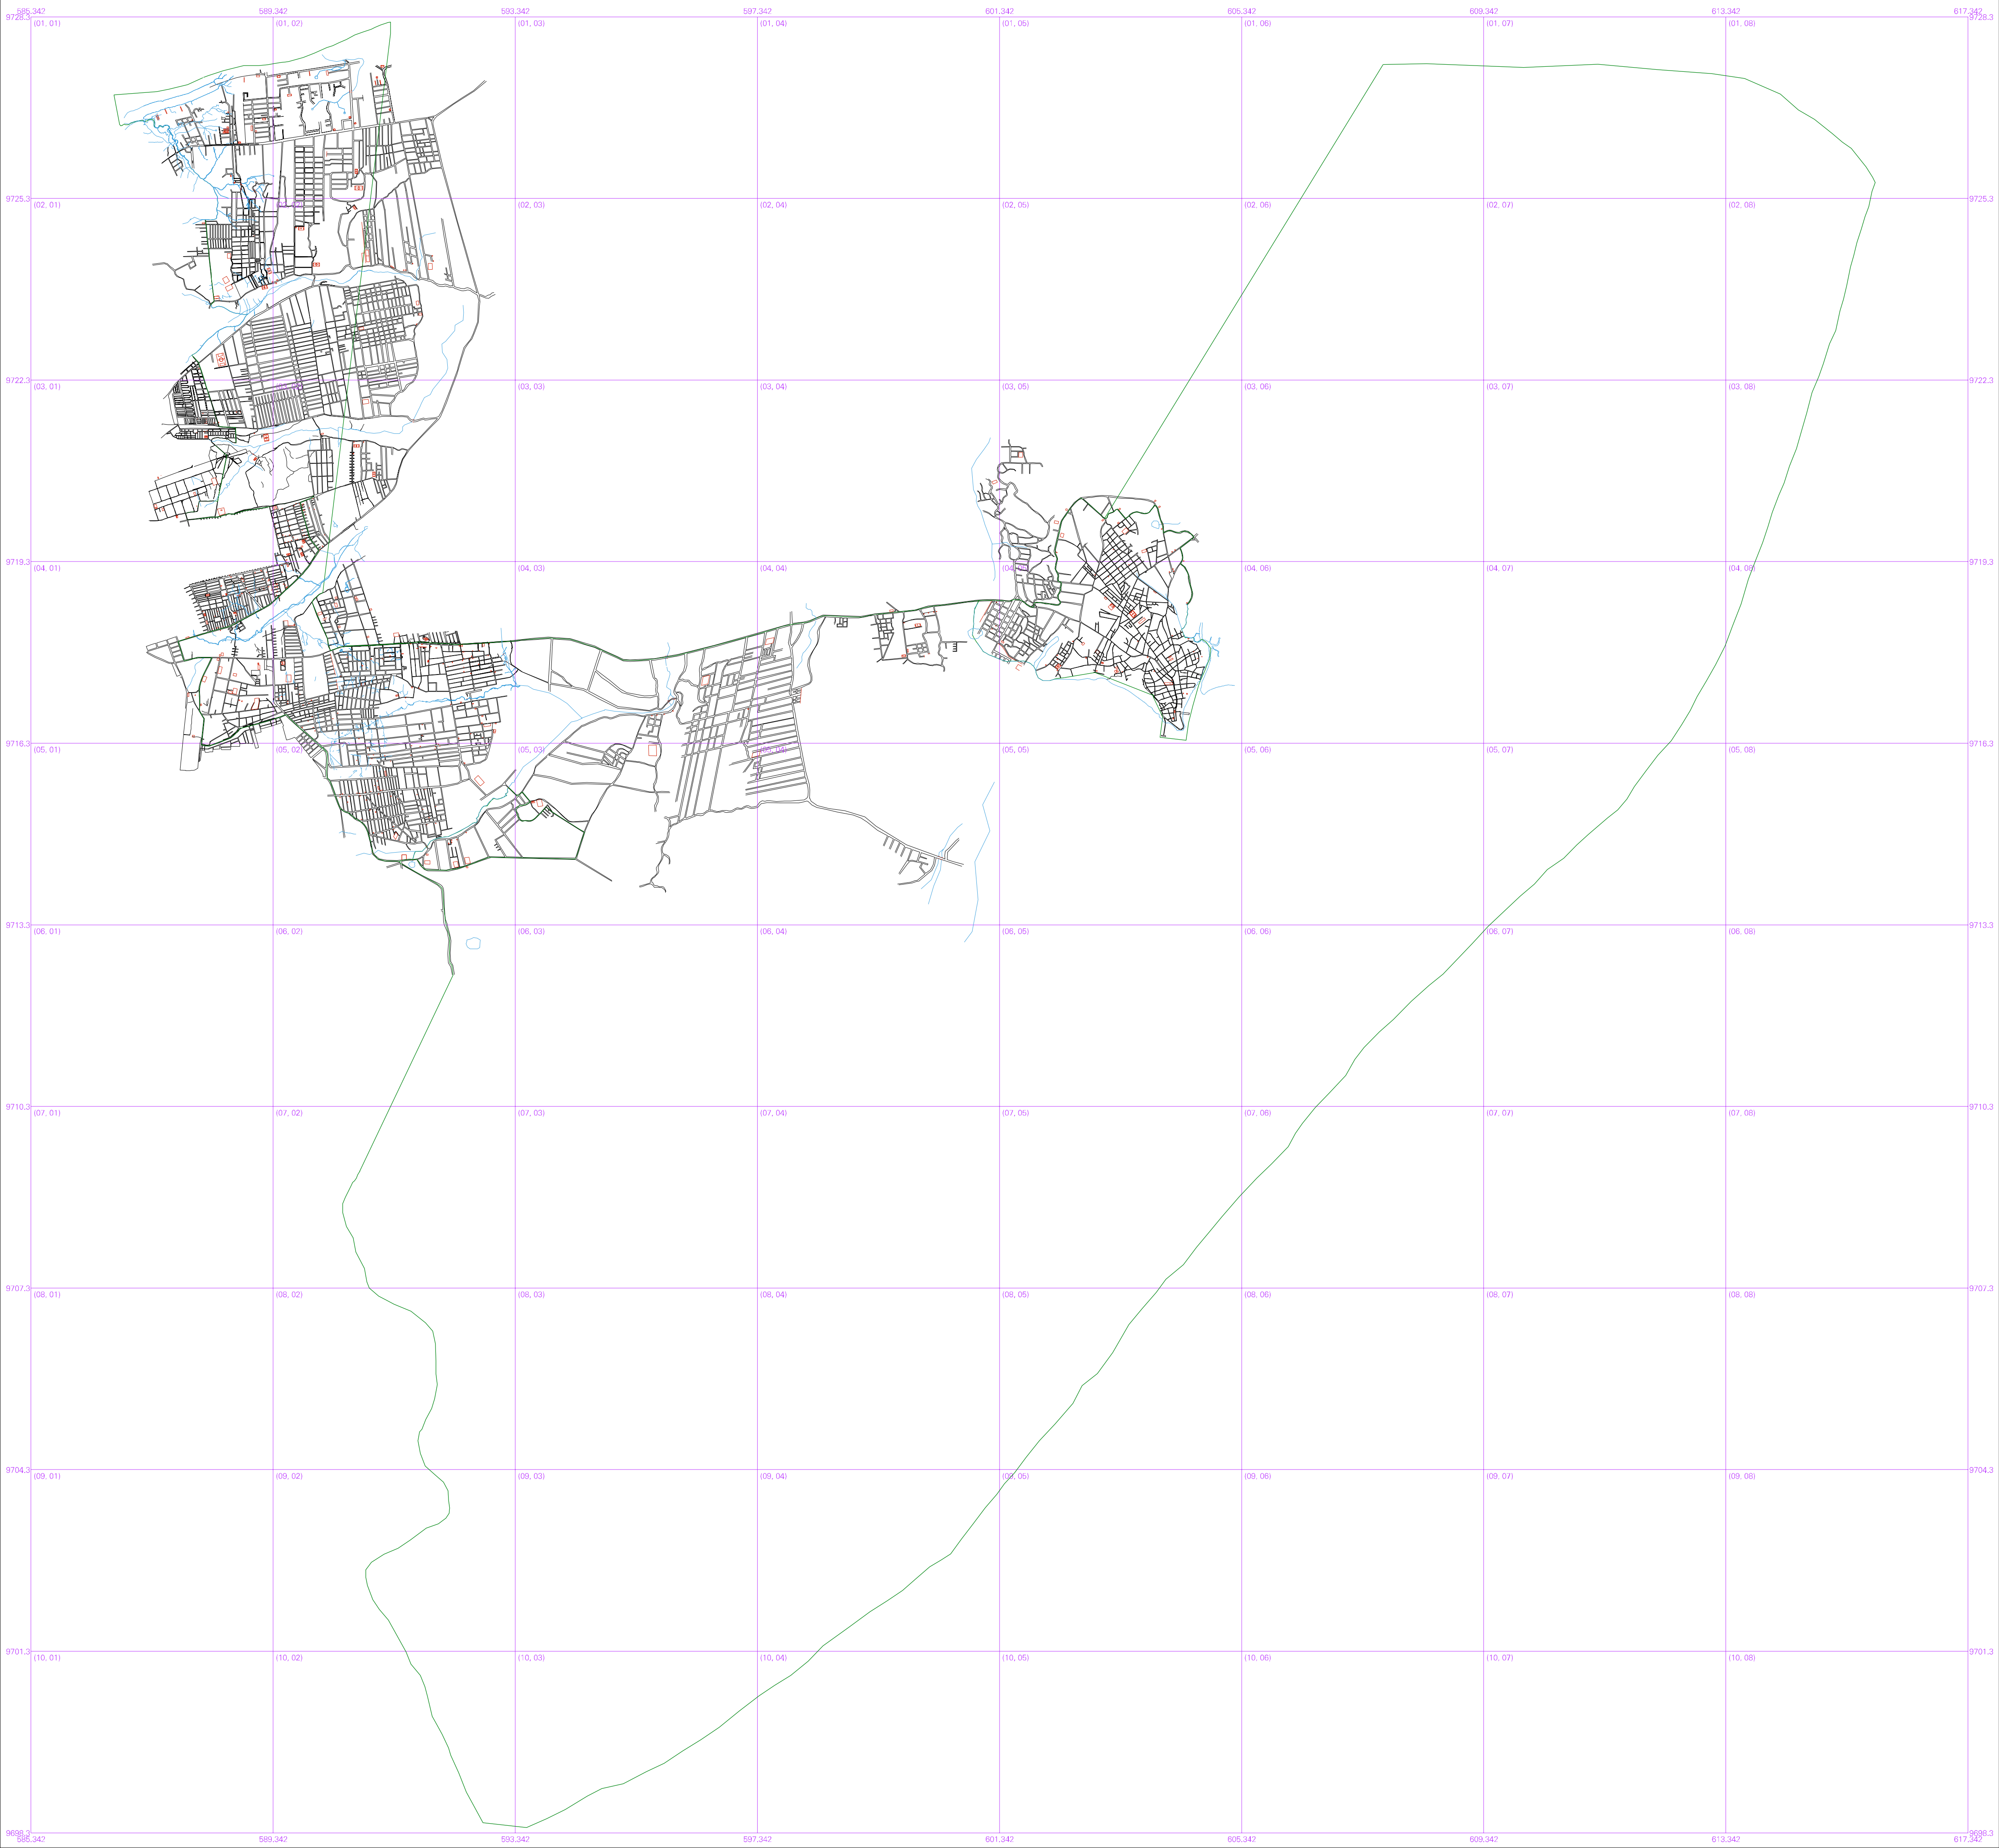 585.342 589.342 593.342 597.342 601.342 605.342 609.342 613.342 617.342
9728.3 9728.3
(01, 01) (01, 02) (01, 03) (01, 04) (01, 05) (01, 06) (01, 07) (01, 08)
9725.3 9725.3
(02, 01) (02, 03) (02, 04) (02, 05) (02, 06) (02, 07) (02, 08)
9722.3 9722.3
(03, 01) (03, 03) (03, 04) (03, 05) (03, 06) (03, 07) (03, 08)
9719.3 9719.3
(04, 01) (04, 02) (04, 03) (04, 04) (04, 06) (04, 07) (04, 08)
9716.3 9716.3
(05, 01) (05, 02) (05, 03) (05, 04) (05, 05) (05, 06) (05, 07) (05, 08)
9713.3 9713.3
(06, 01) (06, 02) (06, 03) (06, 04) (06, 05) (06, 06) (06, 07) (06, 08)
9710.3 9710.3
(07, 01) (07, 02) (07, 03) (07, 04) (07, 05) (07, 06) (07, 07) (07, 08)
9707.3 9707.3
(08, 01) (08, 02) (08, 03) (08, 04) (08, 05) (08, 06) (08, 07) (08, 08)
9704.3 9704.3
(09, 01) (09, 02) (09, 03) (09, 04) (09, 05) (09, 06) (09, 07) (09, 08)
9701.3 9701.3
(10, 01) (10, 02) (10, 03) (10, 04) (10, 05) (10, 06) (10, 07) (10, 08)
9698.3 9698.3
585.342 589.342 593.342 597.342 601.342 605.342 609.342 613.342 617.342